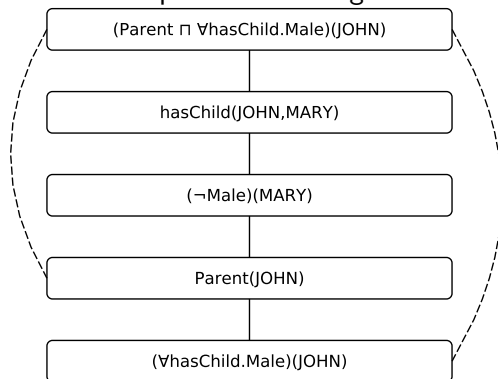 (Parent ⊓ ∀hasChild.Male)(JOHN)
hasChild(JOHN,MARY)
(¬Male)(MARY)
Parent(JOHN)
(∀hasChild.Male)(JOHN)